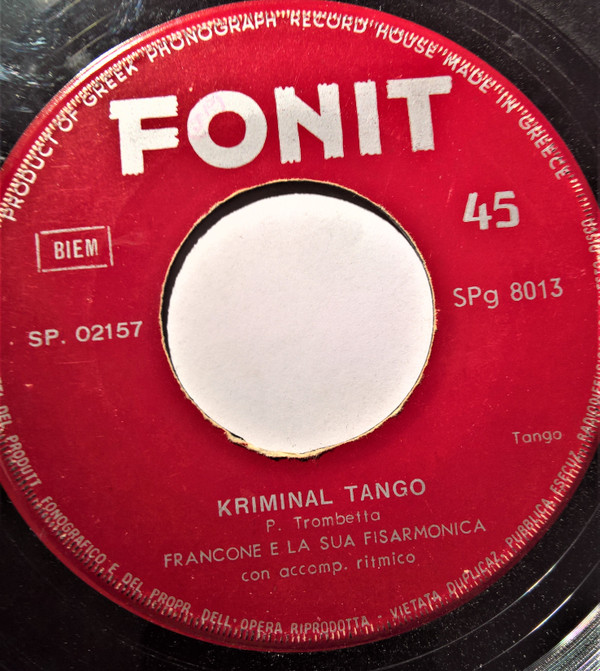 PRODUCT OF GREEK "PHONOGRAPH" RECORD "HOUSE" MADE "IN" GREECE
FONIT
45
BIEM
SPg 8013
SP. 02157
Tango
KRIMINAL TANGO
P. Trombetta
FRANCONE E LA SUA FISARMONICA
con accomp. ritmico
DEL PRODUTT. FONOGRAFICO E DEL PROPR. DELL'OPERA RIPRODOTTA - VIETATA DUPLICAZ. PUBBLICA ESECUZ.